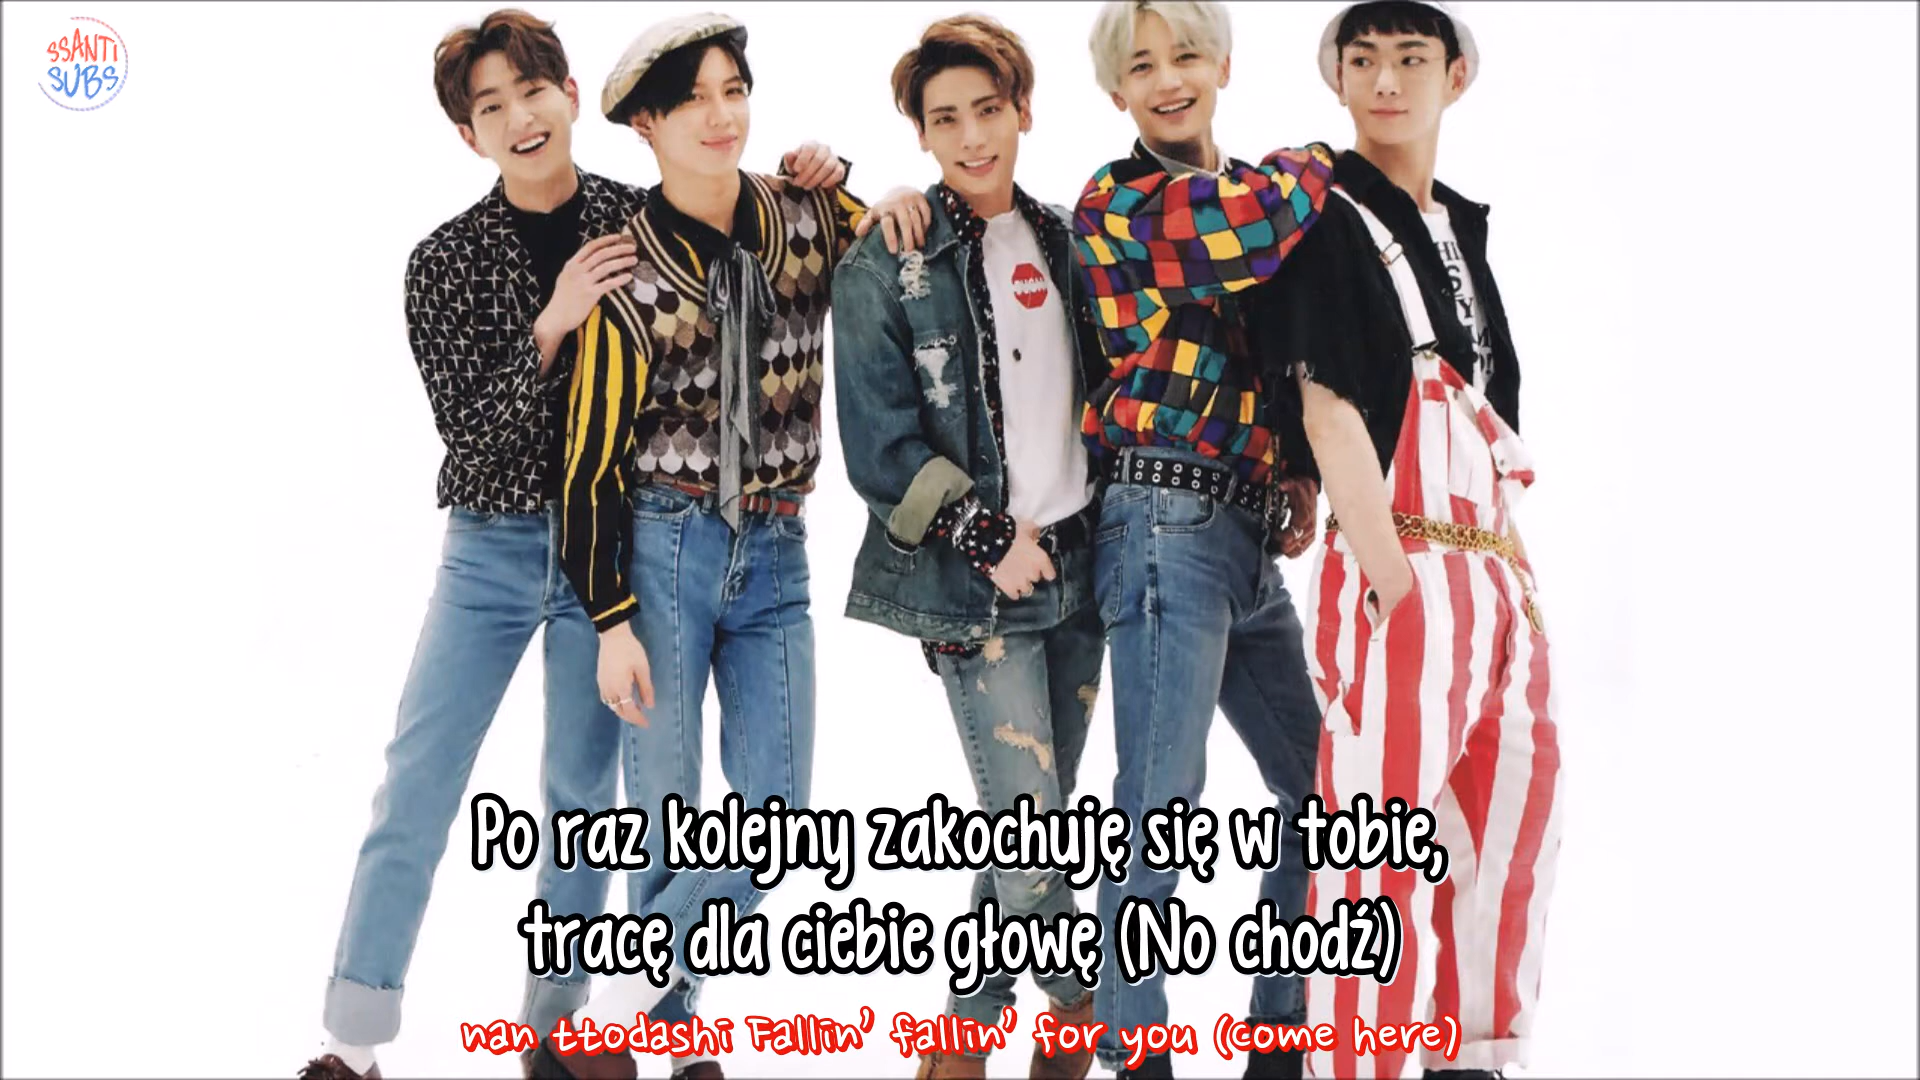 SSANTI
SUBS
Po raz kolejny zakochuję się w tobie,
tracę dla ciebie głowę (No chodź)
nan ttodashi Fallin' fallin' for you (come here)